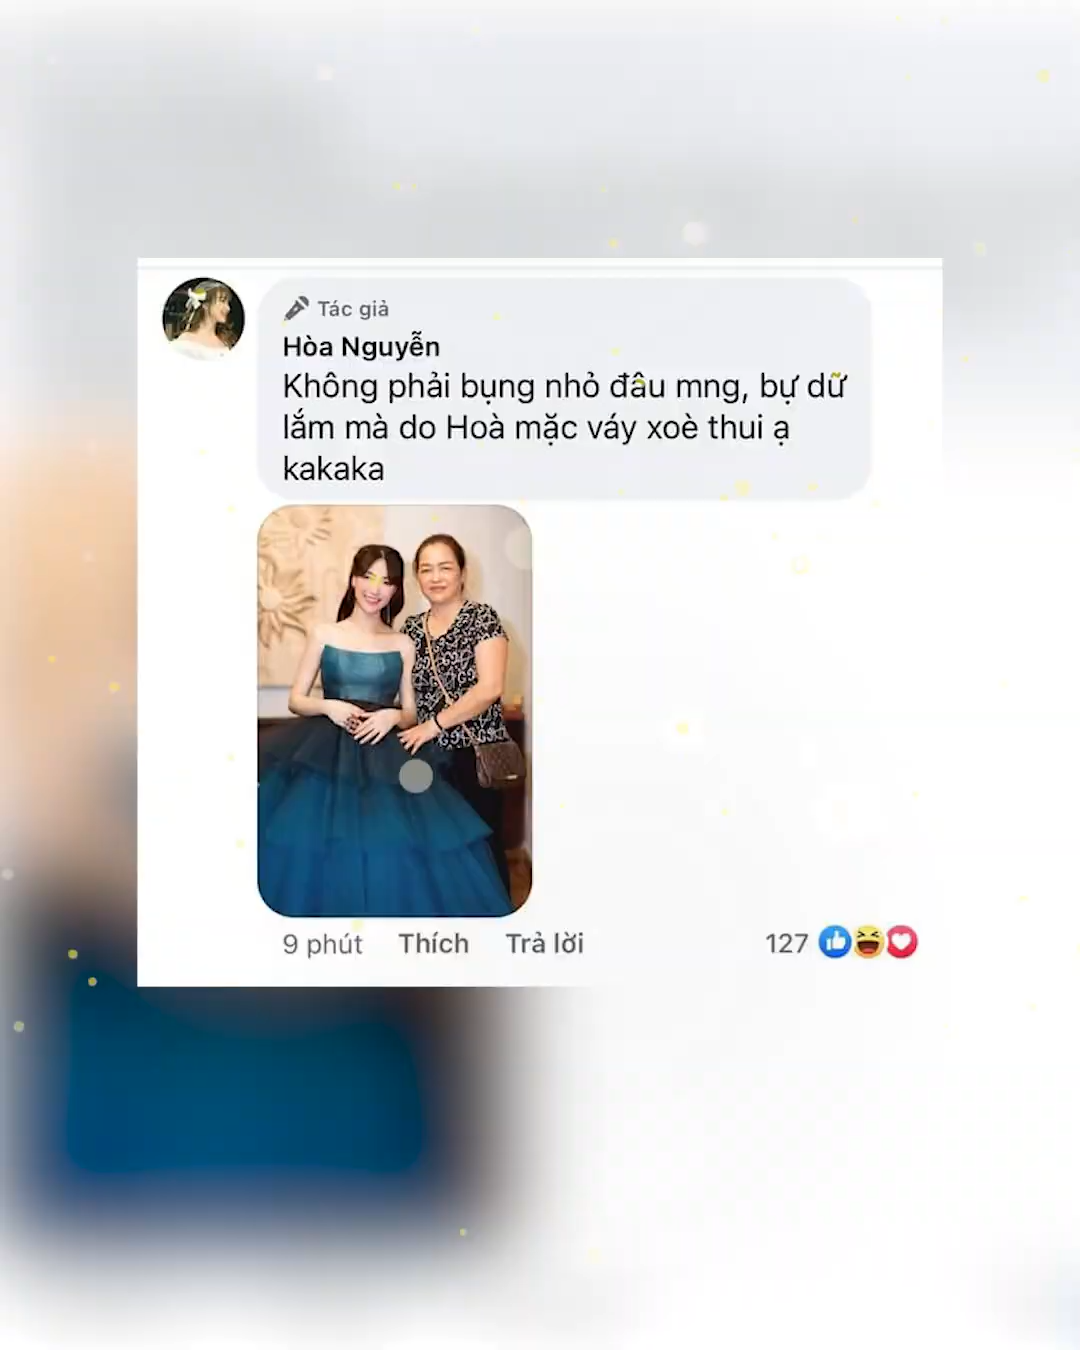 Tác giả
Hòa Nguyễn
Không phải bụng nhỏ đâu mng, bự dữ
lắm mà do Hoà mặc váy xoè thui ạ
kakaka
9 phút Thích Trả lời 127